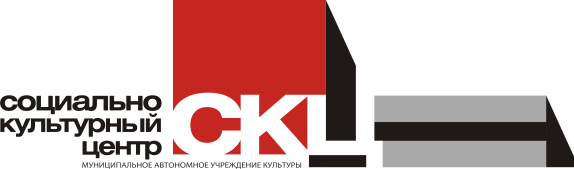 социально
культурный
центр
СКЦ
МУНИЦИПАЛЬНОЕ АВТОНОМНОЕ УЧРЕЖДЕНИЕ КУЛЬТУРЫ